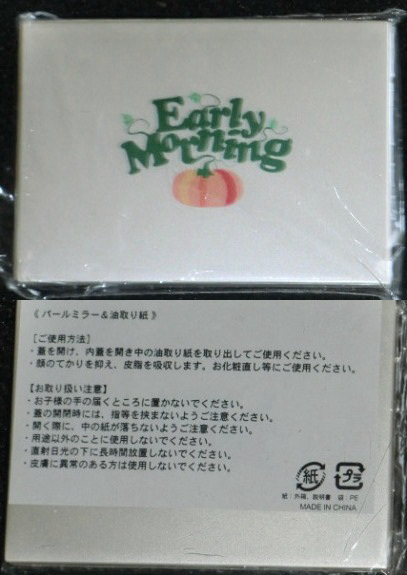 Early
Morning
《 パールミラー&油取り紙 》
［ご使用方法］
・蓋を開け、内蓋を開き中の油取り紙を取り出してご使用ください。
・顔のてかりを抑え、皮脂を吸収します。お化粧直し等にご使用ください。
【お取り扱い注意】
・お子様の手の届くところに置かないでください。
・蓋の開閉時には、指等を挟まないようご注意ください。
・開く際に、中の紙が落ちないようご注意ください。
・用途以外のことに使用しないでください。
・直射日光の下に長時間放置しないでください。
・皮膚に異常のある方は使用しないでください。
紙 プラ
紙：外箱、説明書 袋：PE
MADE IN CHINA